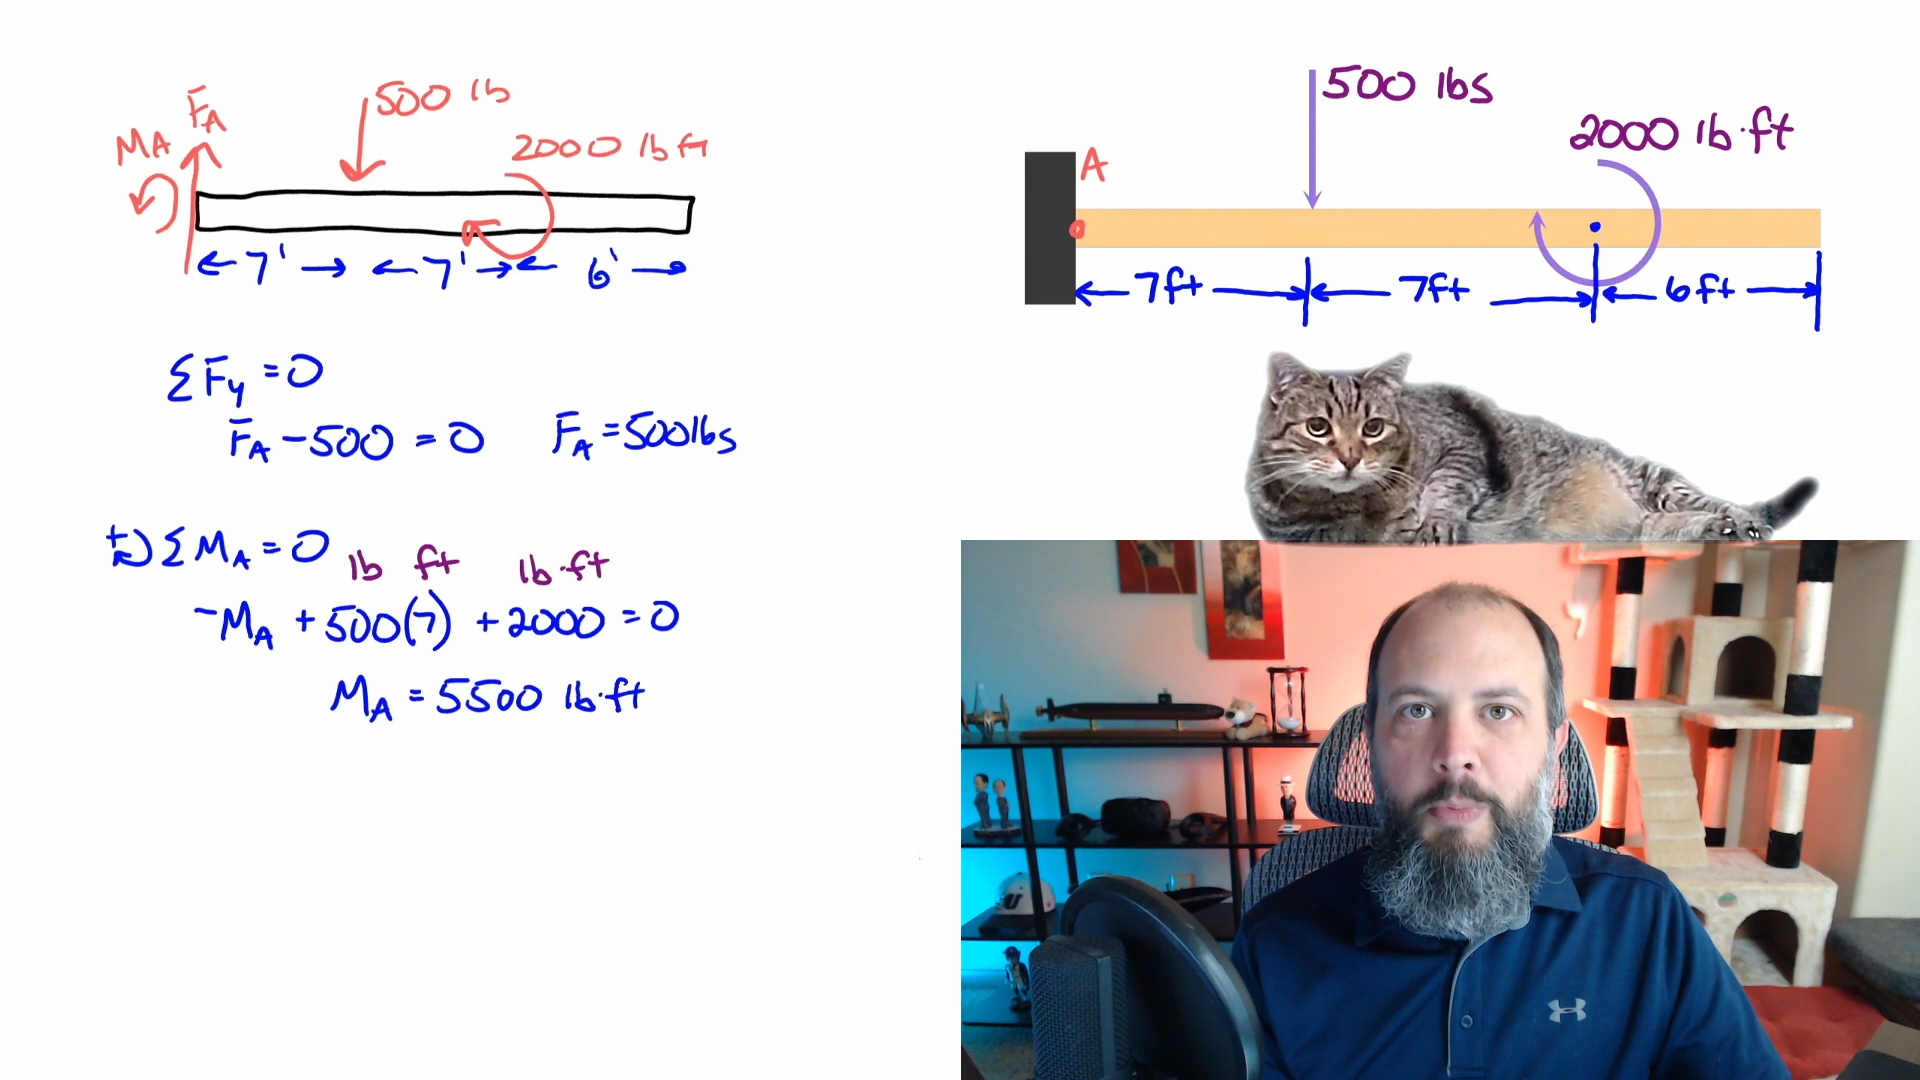 MA
FA
500 lb
2000 lb ft
7' 7' 6'
ΣFy = 0
FA - 500 = 0 FA = 500 lbs
+ ΣMA = 0
lb ft lb·ft
-MA + 500(7) + 2000 = 0
MA = 5500 lb·ft
500 lbs
2000 lb·ft
A
7ft 7ft 6ft